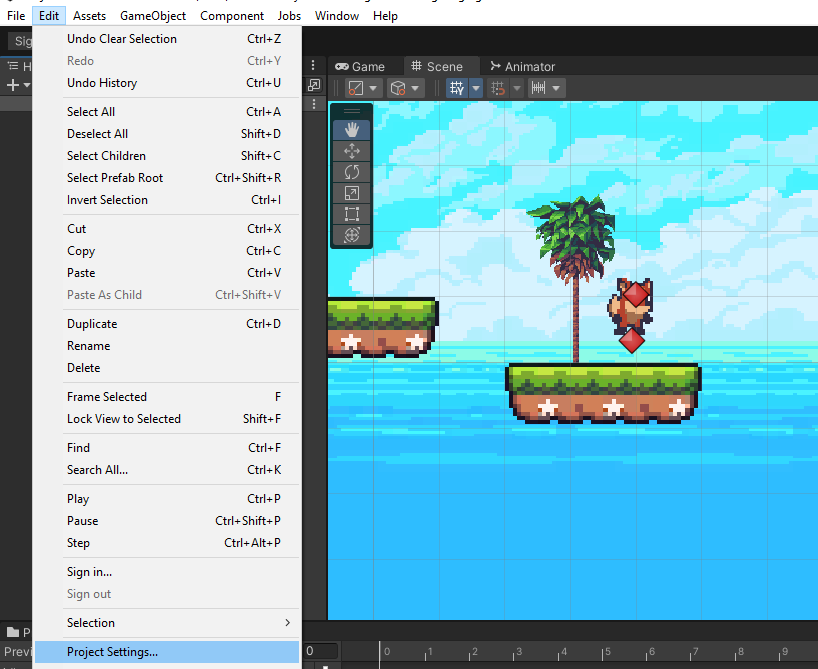 File Edit Assets GameObject Component Jobs Window Help
Sig
Undo Clear Selection Ctrl+Z
Redo Ctrl+Y
Undo History Ctrl+U
Select All Ctrl+A
Deselect All Shift+D
Select Children Shift+C
Select Prefab Root Ctrl+Shift+R
Invert Selection Ctrl+I
Cut Ctrl+X
Copy Ctrl+C
Paste Ctrl+V
Paste As Child Ctrl+Shift+V
Duplicate Ctrl+D
Rename
Delete
Frame Selected F
Lock View to Selected Shift+F
Find Ctrl+F
Search All... Ctrl+K
Play Ctrl+P
Pause Ctrl+Shift+P
Step Ctrl+Alt+P
Sign in...
Sign out
Selection
Project Settings...
H
Game Scene Animator
P
Previ
0
0 1 2 3 4 5 6 7 8 9